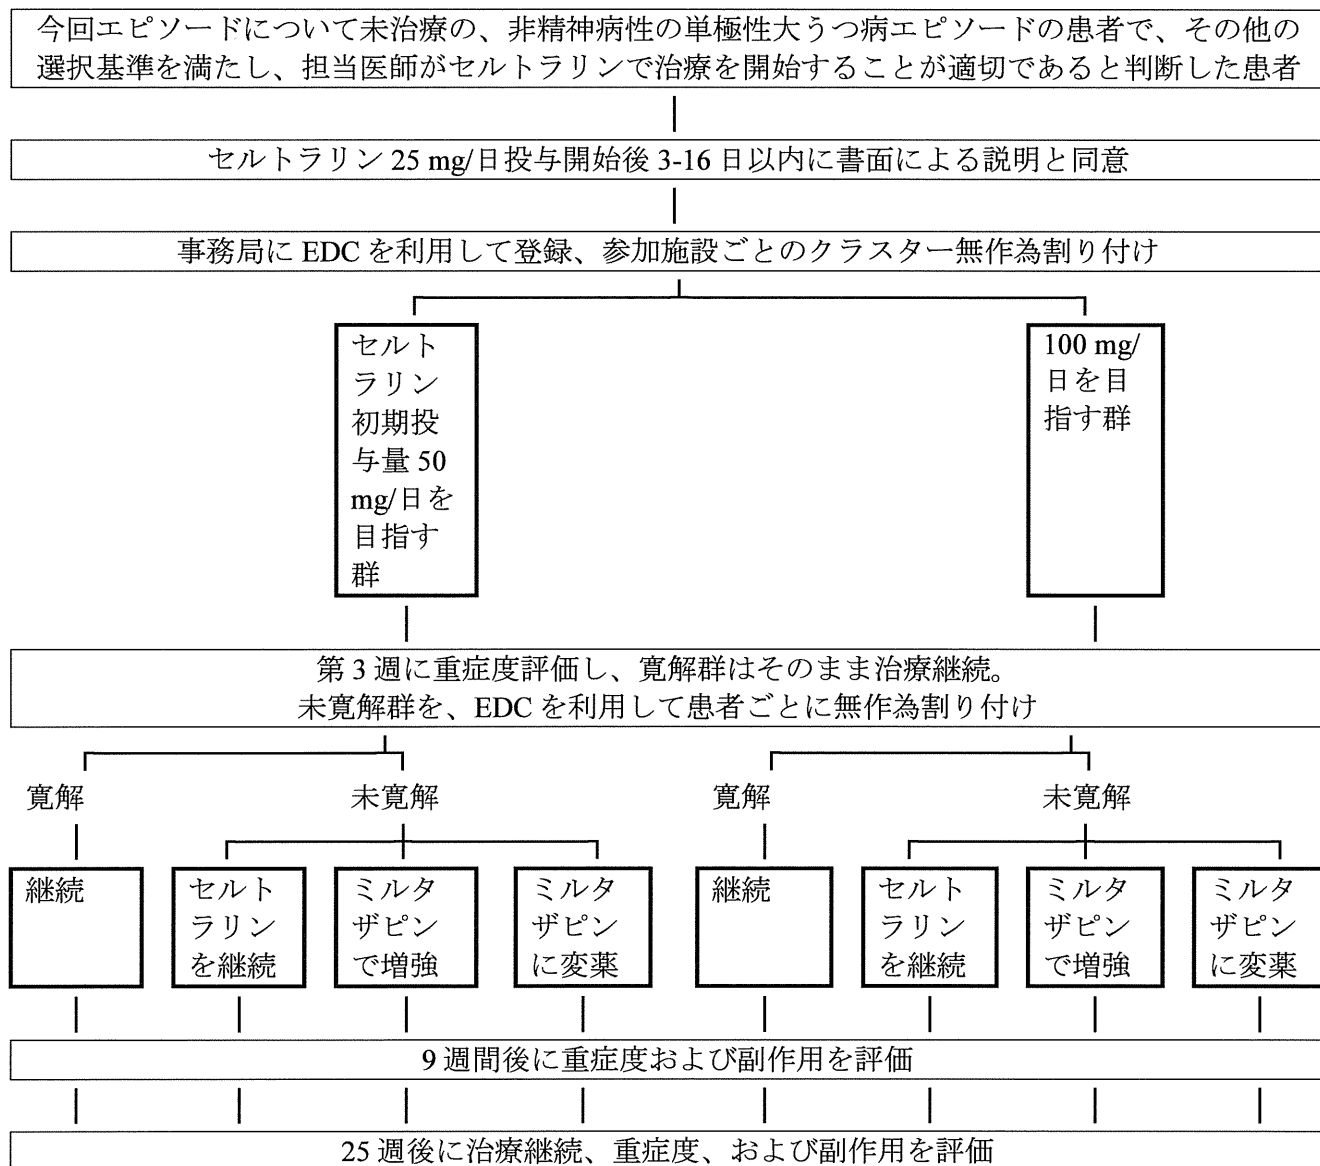 今回エピソードについて未治療の、非精神病性の単極性大うつ病エピソードの患者で、その他の
選択基準を満たし、担当医師がセルトラリンで治療を開始することが適切であると判断した患者
セルトラリン 25 mg/日投与開始後 3-16 日以内に書面による説明と同意
事務局に EDC を利用して登録、参加施設ごとのクラスター無作為割り付け
セルト
ラリン
初期投
与量 50
mg/日を
目指す
群
100 mg/
日を目
指す群
第 3 週に重症度評価し、寛解群はそのまま治療継続。
未寛解群を、EDC を利用して患者ごとに無作為割り付け
寛解
未寛解
寛解
未寛解
継続
セルト
ラリン
を継続
ミルタ
ザピン
で増強
ミルタ
ザピン
に変薬
継続
セルト
ラリン
を継続
ミルタ
ザピン
で増強
ミルタ
ザピン
に変薬
9 週間後に重症度および副作用を評価
25 週後に治療継続、重症度、および副作用を評価